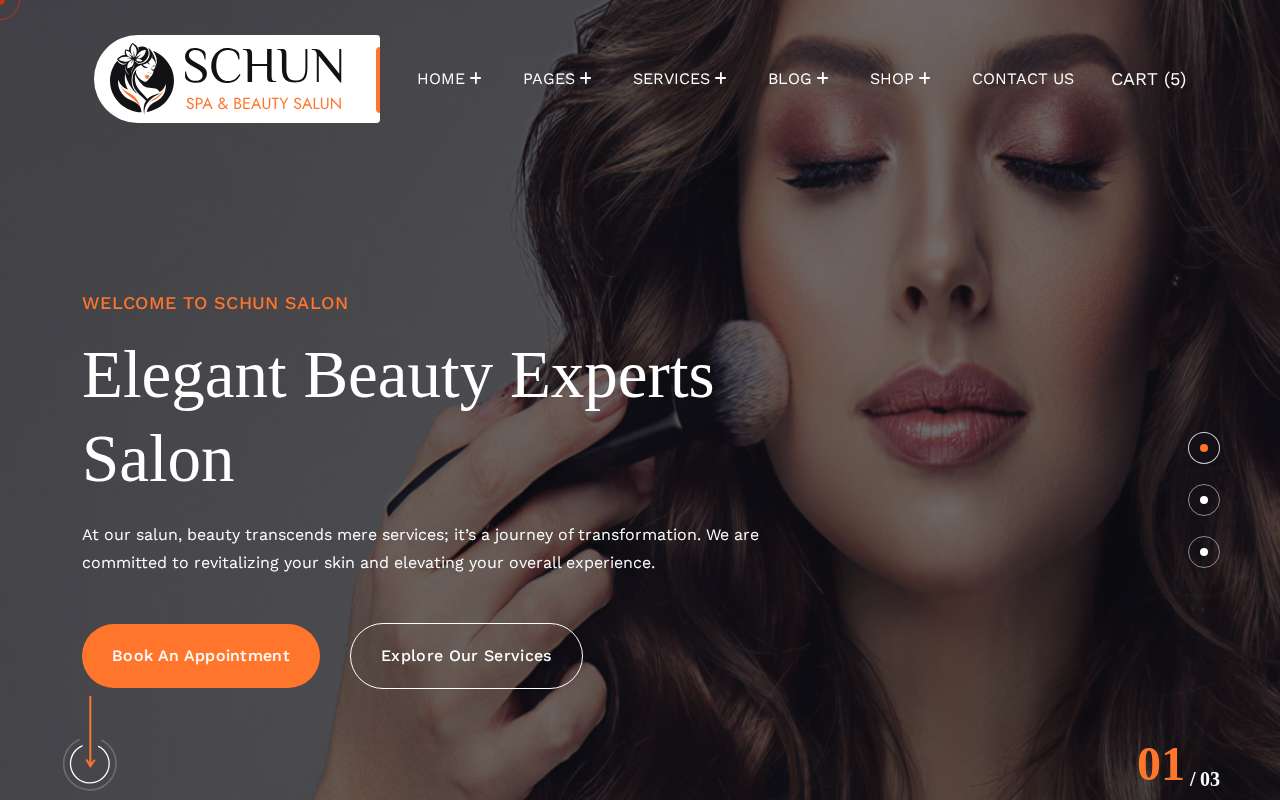 SCHUN
SPA & BEAUTY SALUN
HOME + PAGES + SERVICES + BLOG + SHOP + CONTACT US CART (5)
WELCOME TO SCHUN SALON
Elegant Beauty Experts
Salon
At our salun, beauty transcends mere services; it’s a journey of transformation. We are
committed to revitalizing your skin and elevating your overall experience.
Book An Appointment Explore Our Services
01 / 03